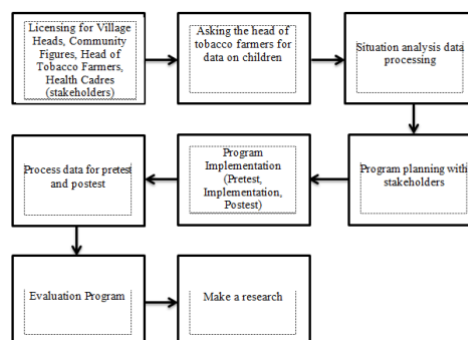 Licensing for Village
Heads, Community
Figures, Head of
Tobacco Farmers,
Health Cadres
(stakeholders)
Asking the head of
tobacco farmers for
data on children
Situation analysis data
processing
Program planning with
stakeholders
Program
Implementation
(Pretest,
Implementation,
Postest)
Process data for pretest
and postest
Evaluation Program
Make a research